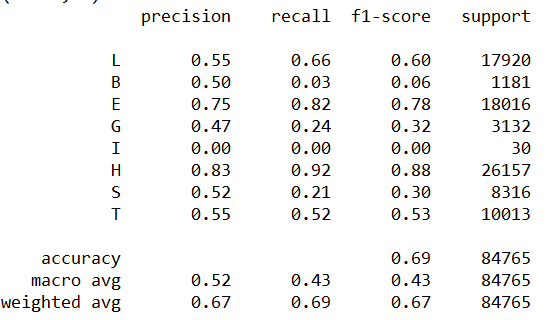 precision recall f1-score support
L 0.55 0.66 0.60 17920
B 0.50 0.03 0.06 1181
E 0.75 0.82 0.78 18016
G 0.47 0.24 0.32 3132
I 0.00 0.00 0.00 30
H 0.83 0.92 0.88 26157
S 0.52 0.21 0.30 8316
T 0.55 0.52 0.53 10013
accuracy 0.69 84765
macro avg 0.52 0.43 0.43 84765
weighted avg 0.67 0.69 0.67 84765